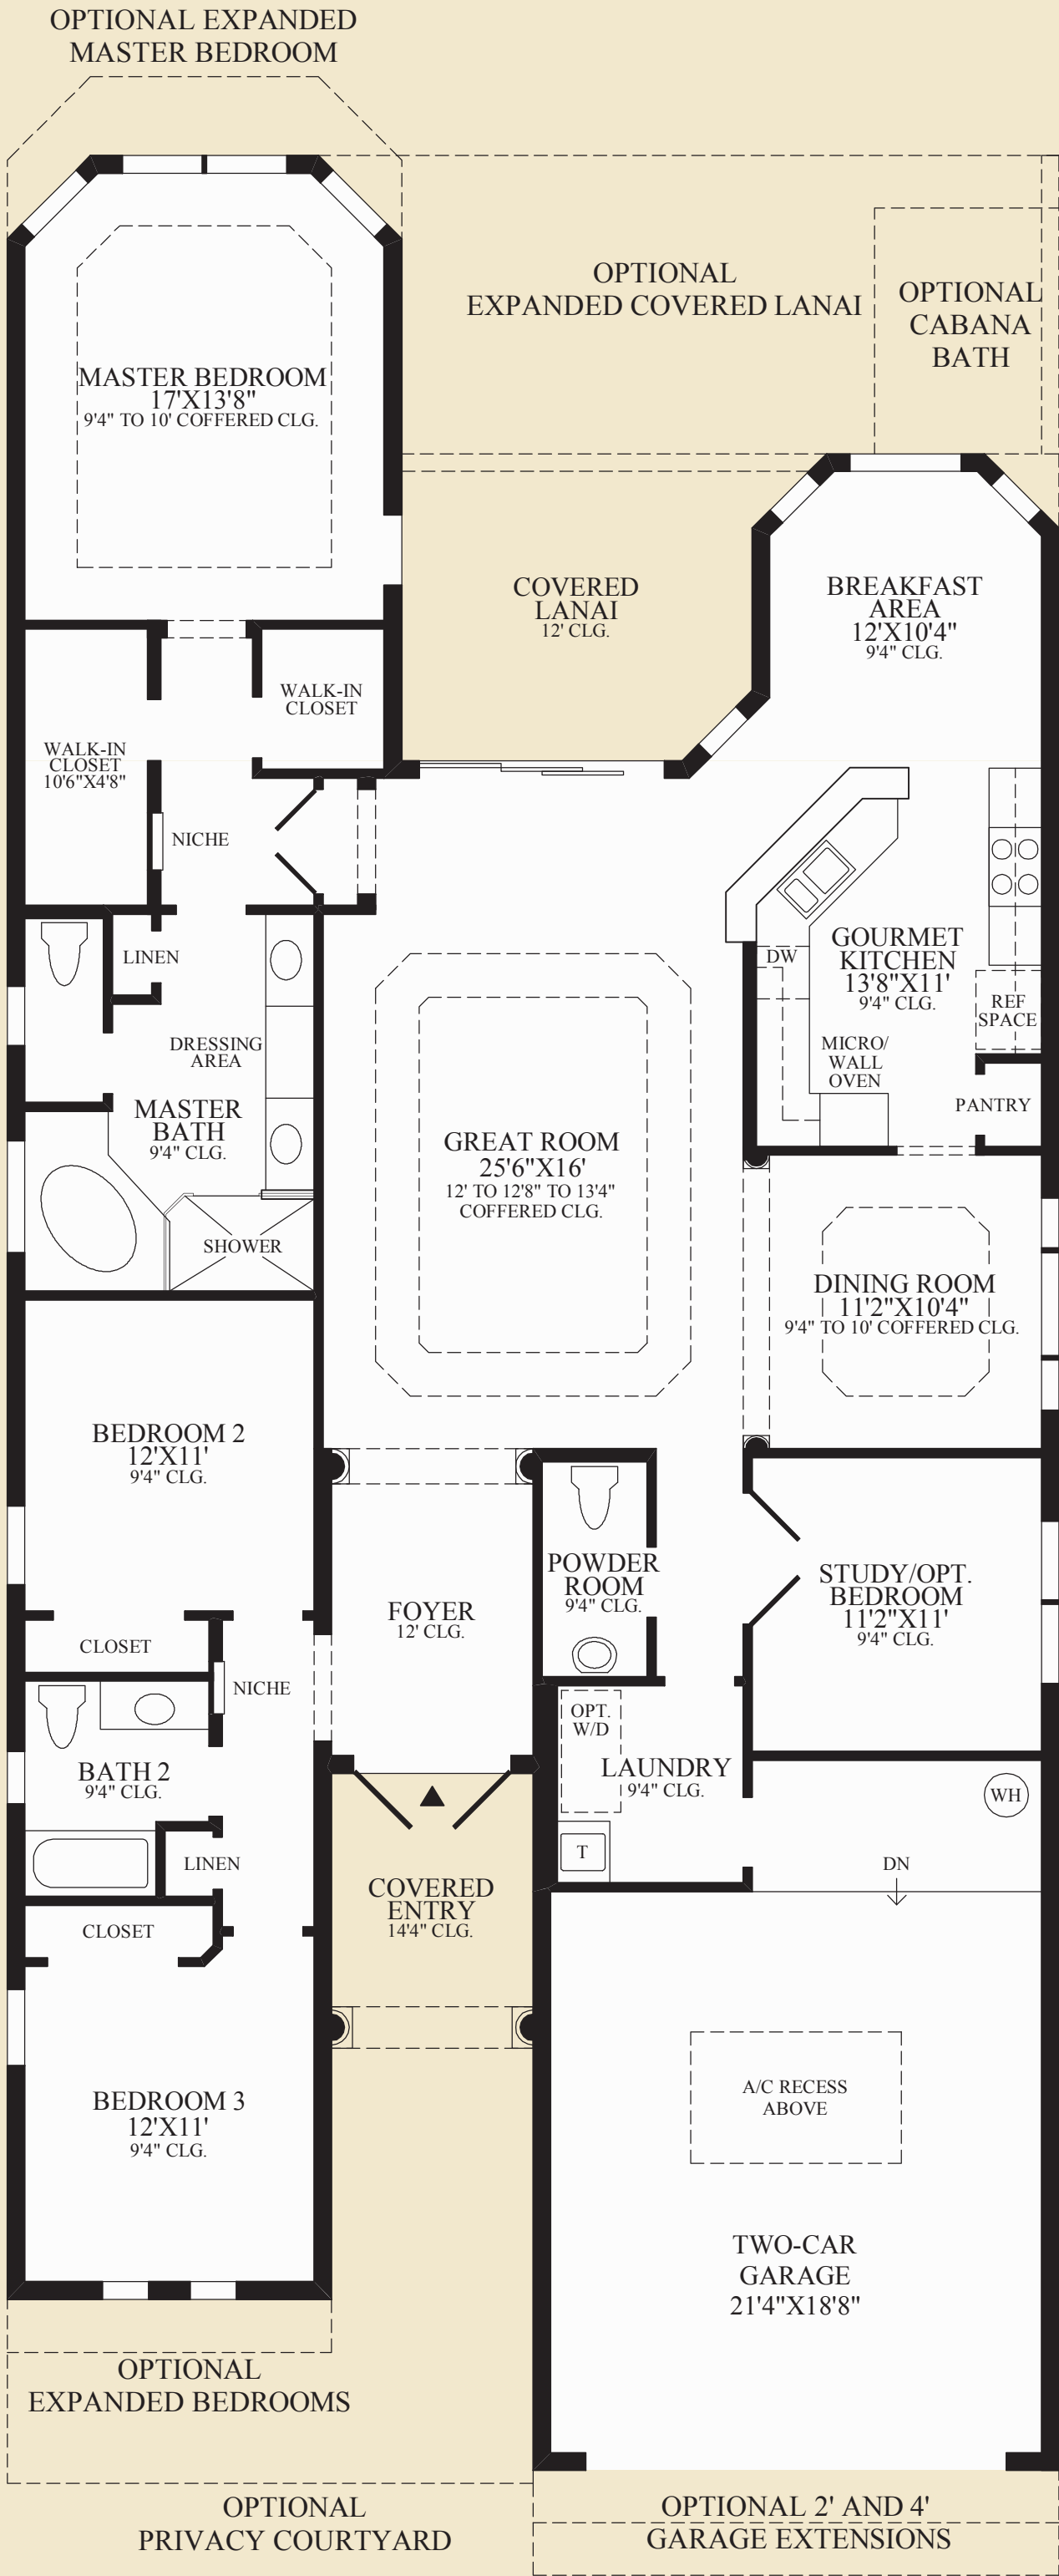 OPTIONAL EXPANDED
MASTER BEDROOM
OPTIONAL
EXPANDED COVERED LANAI
OPTIONAL
CABANA
BATH
MASTER BEDROOM
17'X13'8"
9'4" TO 10' COFFERED CLG.
COVERED
LANAI
12' CLG.
BREAKFAST
AREA
12'X10'4"
9'4" CLG.
WALK-IN
CLOSET
WALK-IN
CLOSET
10'6"X4'8"
NICHE
LINEN
DRESSING
AREA
MASTER
BATH
9'4" CLG.
SHOWER
GOURMET
KITCHEN
13'8"X11'
9'4" CLG.
DW
REF
SPACE
MICRO/
WALL
OVEN
PANTRY
GREAT ROOM
25'6"X16'
12' TO 12'8" TO 13'4"
COFFERED CLG.
DINING ROOM
11'2"X10'4"
9'4" TO 10' COFFERED CLG.
BEDROOM 2
12'X11'
9'4" CLG.
CLOSET
NICHE
FOYER
12' CLG.
POWDER
ROOM
9'4" CLG.
STUDY/OPT.
BEDROOM
11'2"X11'
9'4" CLG.
OPT.
W/D
LAUNDRY
9'4" CLG.
T
WH
DN
BATH 2
9'4" CLG.
LINEN
CLOSET
COVERED
ENTRY
14'4" CLG.
BEDROOM 3
12'X11'
9'4" CLG.
A/C RECESS
ABOVE
TWO-CAR
GARAGE
21'4"X18'8"
OPTIONAL
EXPANDED BEDROOMS
OPTIONAL
PRIVACY COURTYARD
OPTIONAL 2' AND 4'
GARAGE EXTENSIONS